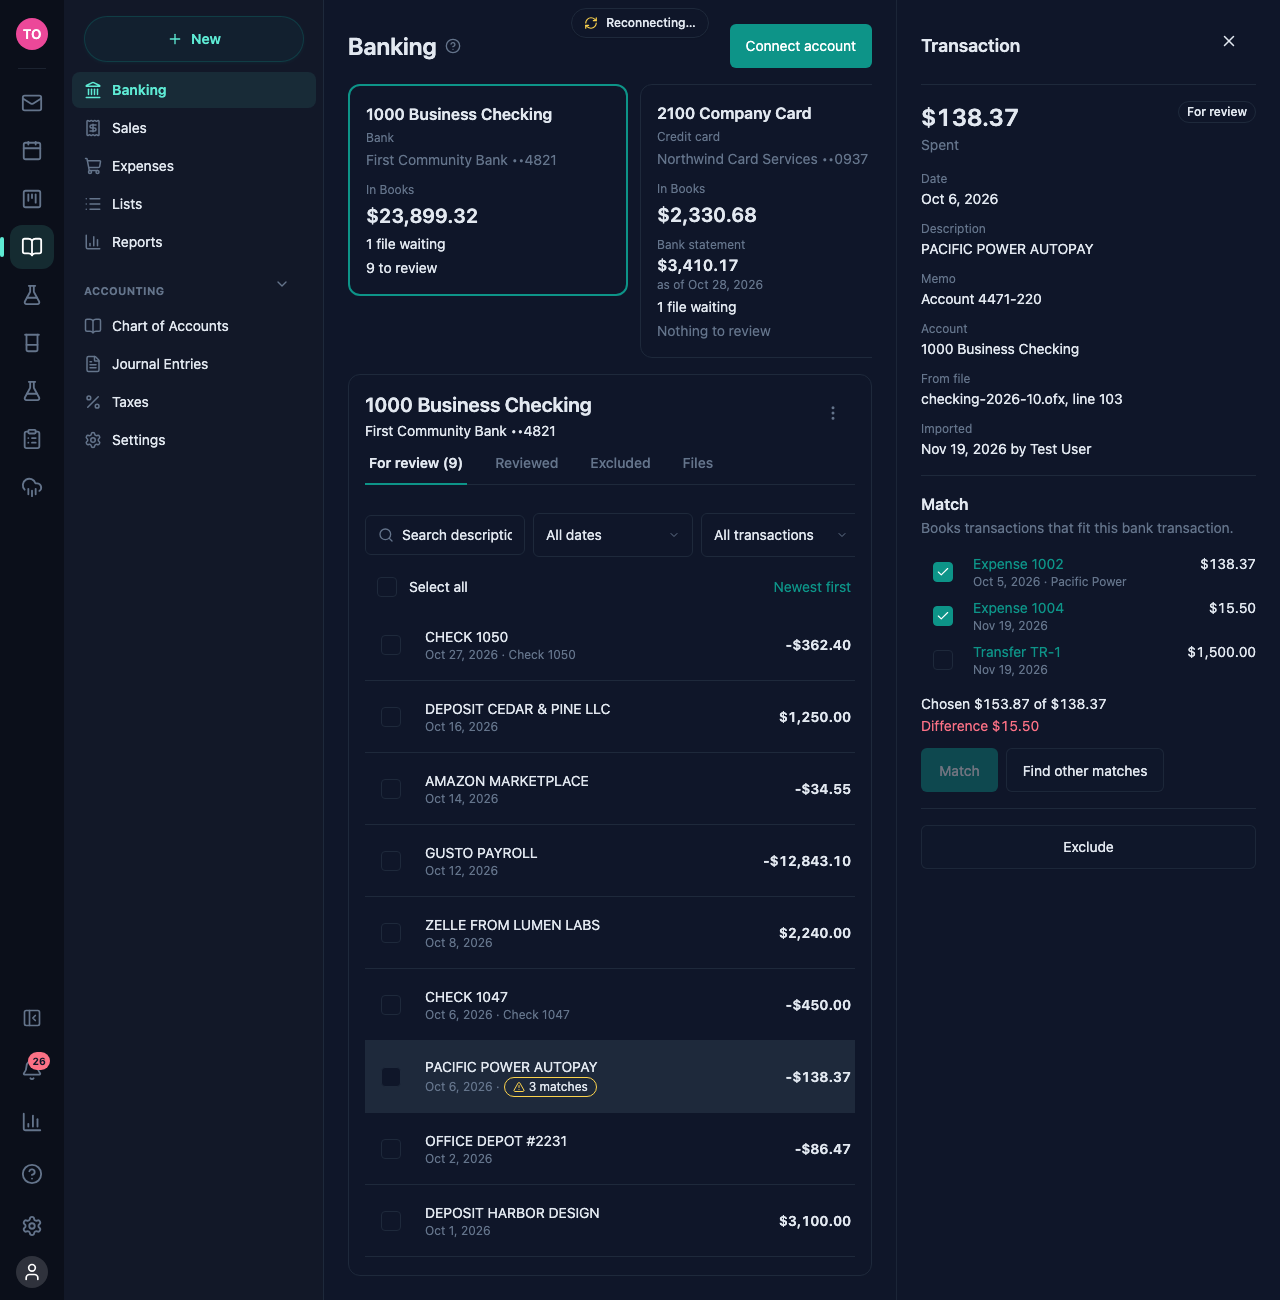 TO
New
Banking
Sales
Expenses
Lists
Reports
ACCOUNTING
Chart of Accounts
Journal Entries
Taxes
Settings
26
Reconnecting...
Banking
Connect account
1000 Business Checking
Bank
First Community Bank ••4821
In Books
$23,899.32
1 file waiting
9 to review
2100 Company Card
Credit card
Northwind Card Services ••0937
In Books
$2,330.68
Bank statement
$3,410.17
as of Oct 28, 2026
1 file waiting
Nothing to review
1000 Business Checking
First Community Bank ••4821
For review (9) Reviewed Excluded Files
Search descriptic All dates All transactions
Select all Newest first
CHECK 1050
Oct 27, 2026 · Check 1050
-$362.40
DEPOSIT CEDAR & PINE LLC
Oct 16, 2026
$1,250.00
AMAZON MARKETPLACE
Oct 14, 2026
-$34.55
GUSTO PAYROLL
Oct 12, 2026
-$12,843.10
ZELLE FROM LUMEN LABS
Oct 8, 2026
$2,240.00
CHECK 1047
Oct 6, 2026 · Check 1047
-$450.00
PACIFIC POWER AUTOPAY
Oct 6, 2026 · 3 matches
-$138.37
OFFICE DEPOT #2231
Oct 2, 2026
-$86.47
DEPOSIT HARBOR DESIGN
Oct 1, 2026
$3,100.00
Transaction
$138.37
For review
Spent
Date
Oct 6, 2026
Description
PACIFIC POWER AUTOPAY
Memo
Account 4471-220
Account
1000 Business Checking
From file
checking-2026-10.ofx, line 103
Imported
Nov 19, 2026 by Test User
Match
Books transactions that fit this bank transaction.
Expense 1002 $138.37
Oct 5, 2026 · Pacific Power
Expense 1004 $15.50
Nov 19, 2026
Transfer TR-1 $1,500.00
Nov 19, 2026
Chosen $153.87 of $138.37
Difference $15.50
Match Find other matches
Exclude